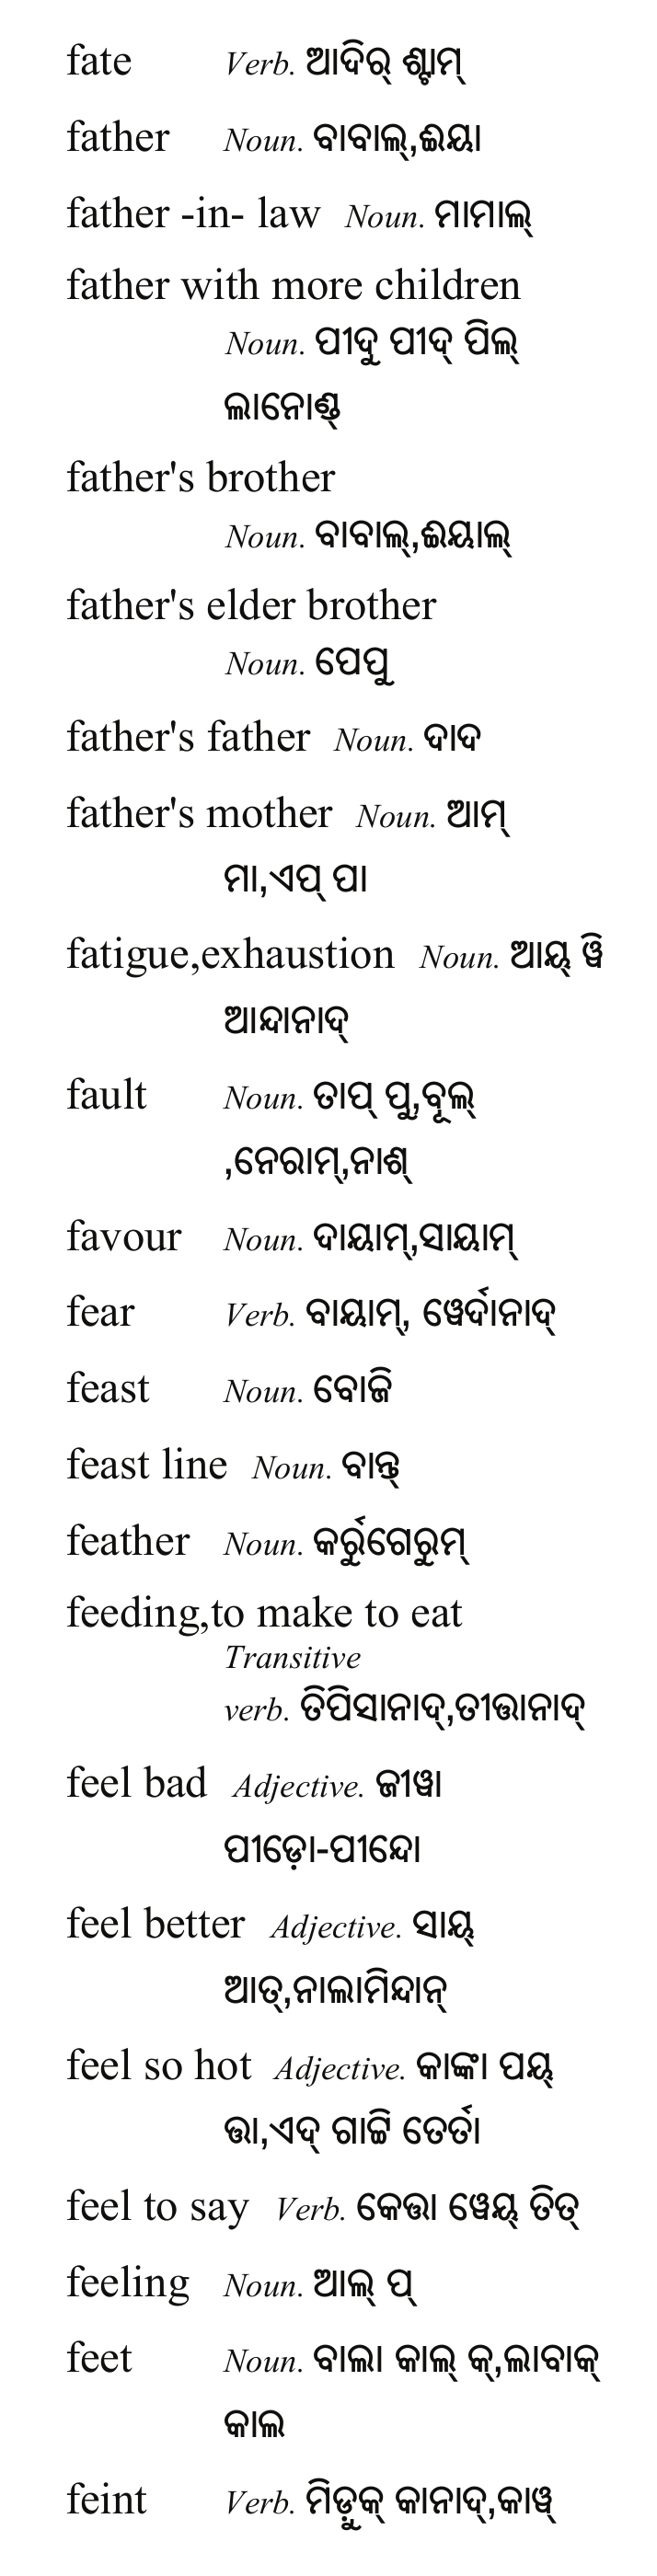 fate Verb. ଆଦିର୍ ଶ୍ଟାମ୍
father Noun. ବାବାଲ୍,ଈୟା
father -in- law Noun. ମାମାଲ୍
father with more children
Noun. ପୀଦୁ ପୀଦ୍ ପିଲ୍
ଲାନୋଣ୍ଡ୍
father's brother
Noun. ବାବାଲ୍,ଈୟାଲ୍
father's elder brother
Noun. ପେପୁ
father's father Noun. ଦାଦ
father's mother Noun. ଆମ୍
ମା,ଏପ୍ ପା
fatigue,exhaustion Noun. ଆୟ୍ ୱି
ଆନ୍ଦାନାଦ୍
fault Noun. ତାପ୍ ପୁ,ବୂଲ୍
,ନେରାମ୍,ନାଶ୍
favour Noun. ଦାୟାମ୍,ସାୟାମ୍
fear Verb. ବାୟାମ୍, ୱେର୍ଦାନାଦ୍
feast Noun. ବୋଜି
feast line Noun. ବାନ୍ତ୍
feather Noun. କର୍ରୁଗେରୁମ୍
feeding,to make to eat
Transitive
verb. ତିପିସାନାଦ୍,ତୀତ୍ତାନାଦ୍
feel bad Adjective. ଜୀୱା
ପୀଡ଼ୋ-ପୀନ୍ଦୋ
feel better Adjective. ସାୟ୍
ଆତ୍,ନାଲାମିନ୍ଦାନ୍
feel so hot Adjective. କାଙ୍କା ପୟ୍
ତ୍ତା,ଏଦ୍ ଗାଟ୍ଟି ତେର୍ତା
feel to say Verb. କେତ୍ତା ୱେୟ୍ ତିତ୍
feeling Noun. ଆଲ୍ ପ୍
feet Noun. ବାଲା କାଲ୍ କ୍,ଲାବାକ୍
କାଲ
feint Verb. ମିଡ଼ୁକ୍ କାନାଦ୍,କାୱ୍